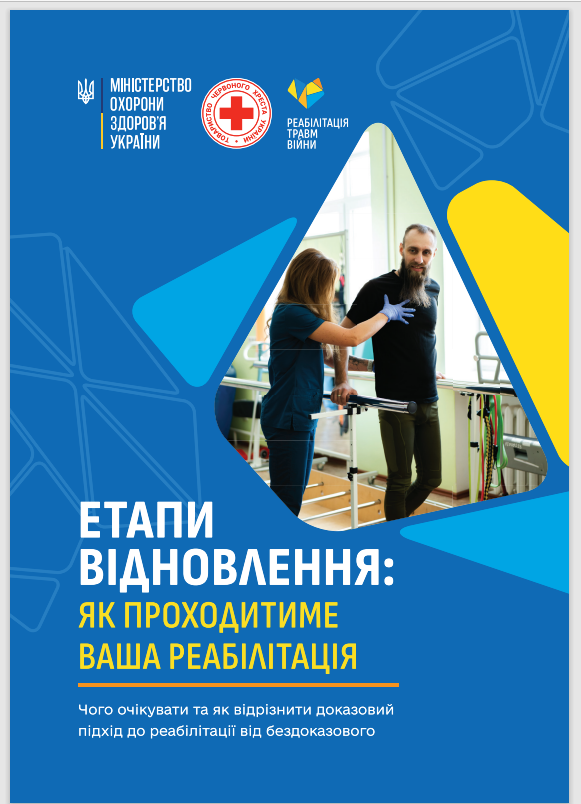 МІНІСТЕРСТВО
ОХОРОНИ
ЗДОРОВ'Я
УКРАЇНИ
ТОВАРИСТВО ЧЕРВОНОГО ХРЕСТА УКРАЇНИ
РЕАБІЛІТАЦІЯ
ТРАВМ
ВІЙНИ
ЕТАПИ
ВІДНОВЛЕННЯ:
ЯК ПРОХОДИТИМЕ
ВАША РЕАБІЛІТАЦІЯ
Чого очікувати та як відрізнити доказовий
підхід до реабілітації від бездоказового